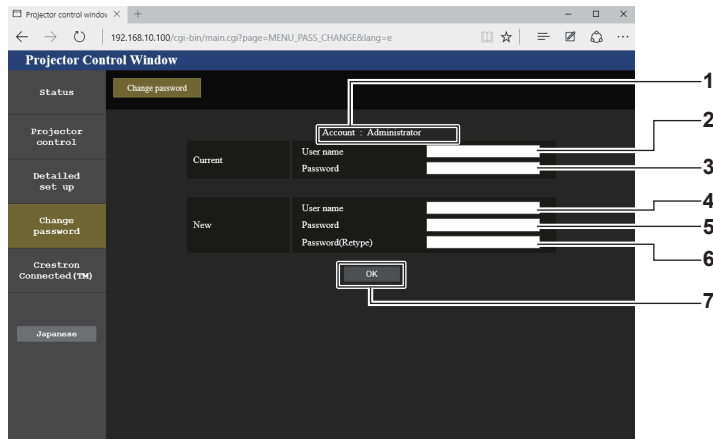 Projector control window
192.168.10.100/cgi-bin/main.cgi?page=MENU_PASS_CHANGE&lang=e
Projector Control Window
Status
Change password
Projector
control
Detailed
set up
Change
password
Crestron
Connected(TM)
Japanese
Account : Administrator
Current
User name
Password
New
User name
Password
Password(Retype)
OK
1
2
3
4
5
6
7